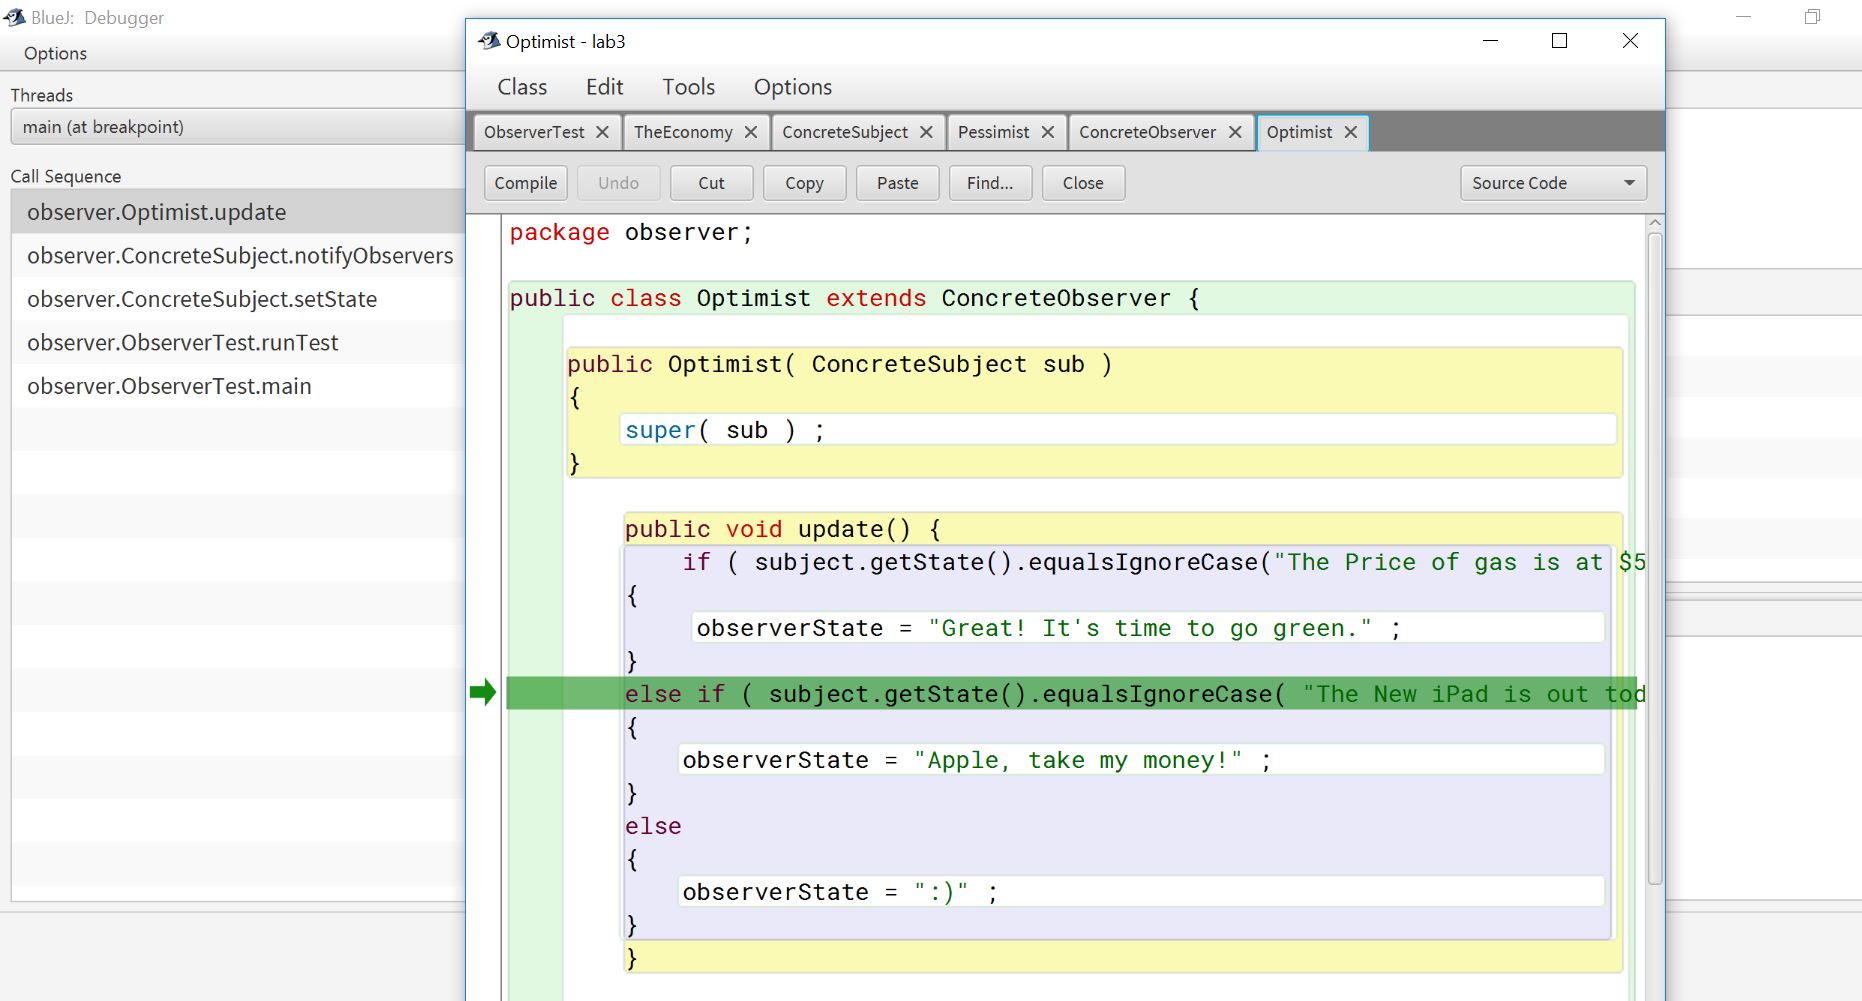 BlueJ: Debugger
Options
Threads
main (at breakpoint)
Call Sequence
observer.Optimist.update
observer.ConcreteSubject.notifyObservers
observer.ConcreteSubject.setState
observer.ObserverTest.runTest
observer.ObserverTest.main
Optimist - lab3
Class Edit Tools Options
ObserverTest TheEconomy ConcreteSubject Pessimist ConcreteObserver Optimist
Compile Undo Cut Copy Paste Find... Close Source Code
package observer;
public class Optimist extends ConcreteObserver {
public Optimist( ConcreteSubject sub )
{
super( sub ) ;
}
public void update() {
if ( subject.getState().equalsIgnoreCase("The Price of gas is at $5
{
observerState = "Great! It's time to go green." ;
}
else if ( subject.getState().equalsIgnoreCase( "The New iPad is out tod
{
observerState = "Apple, take my money!" ;
}
else
{
observerState = ":)" ;
}
}